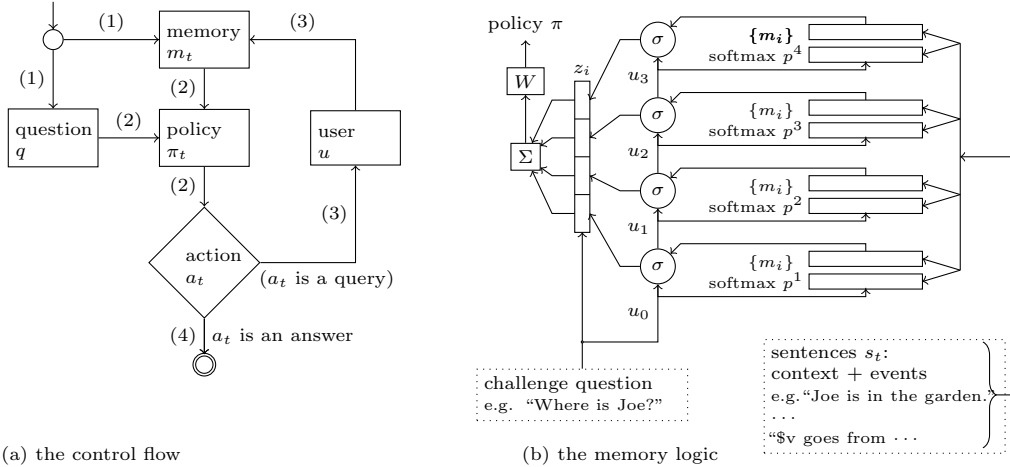 (1)
memory
m_t
(3)
(1)
(2)
question
q
(2)
policy
π_t
user
u
(2)
(3)
action
a_t
(a_t is a query)
(4)
a_t is an answer
(a) the control flow
policy π
W
Σ
z_i
σ
{m_i}
softmax p^4
u_3
σ
{m_i}
softmax p^3
u_2
σ
{m_i}
softmax p^2
u_1
σ
{m_i}
softmax p^1
u_0
challenge question
e.g. “Where is Joe?”
sentences s_t:
context + events
e.g.“Joe is in the garden.”
...
“$v goes from ···
(b) the memory logic